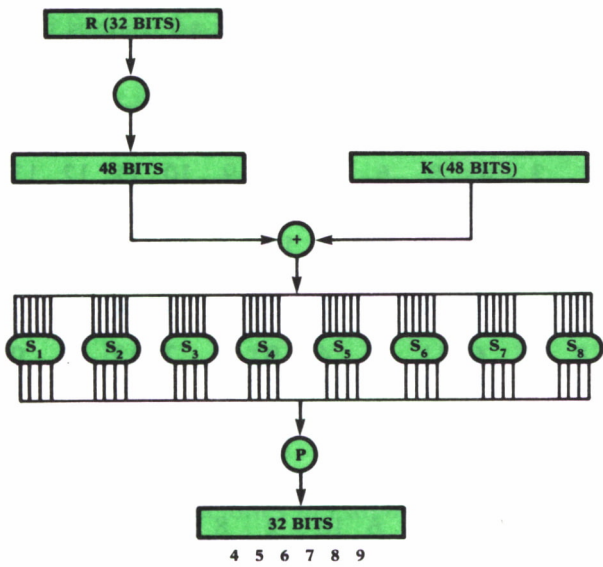 R (32 BITS)
48 BITS
K (48 BITS)
+
S1 S2 S3 S4 S5 S6 S7 S8
P
32 BITS
4 5 6 7 8 9